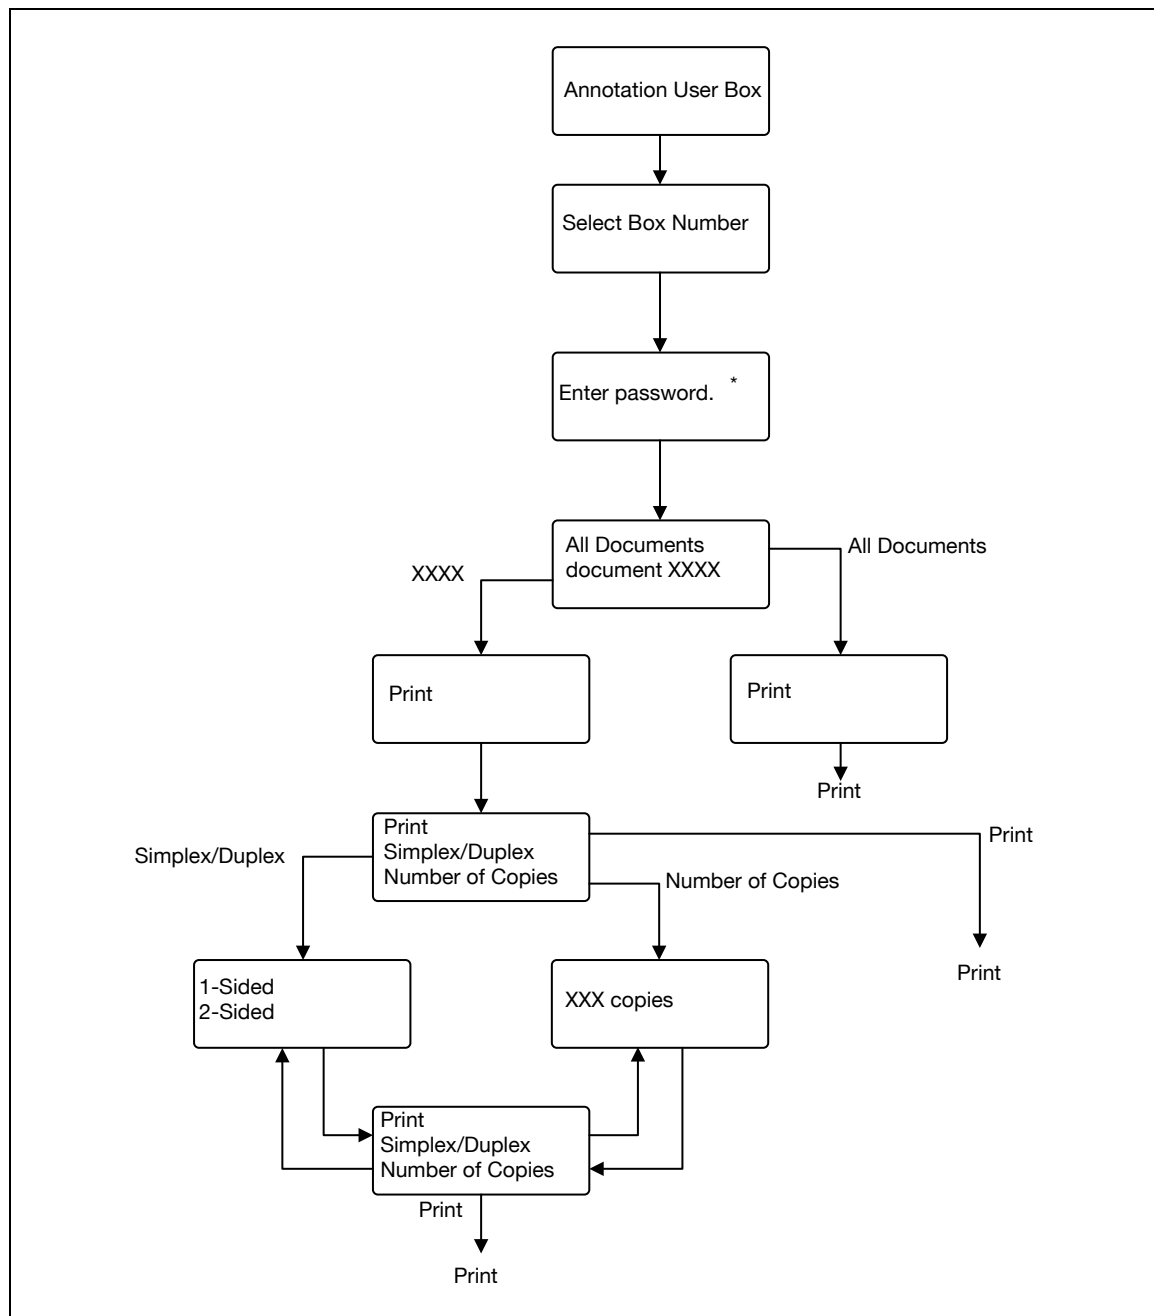 Annotation User Box
Select Box Number
Enter password. *
All Documents
document XXXX
XXXX
All Documents
Print
Print
Print
Print
Simplex/Duplex
Number of Copies
Simplex/Duplex
Number of Copies
Print
Print
1-Sided
2-Sided
XXX copies
Print
Simplex/Duplex
Number of Copies
Print
Print